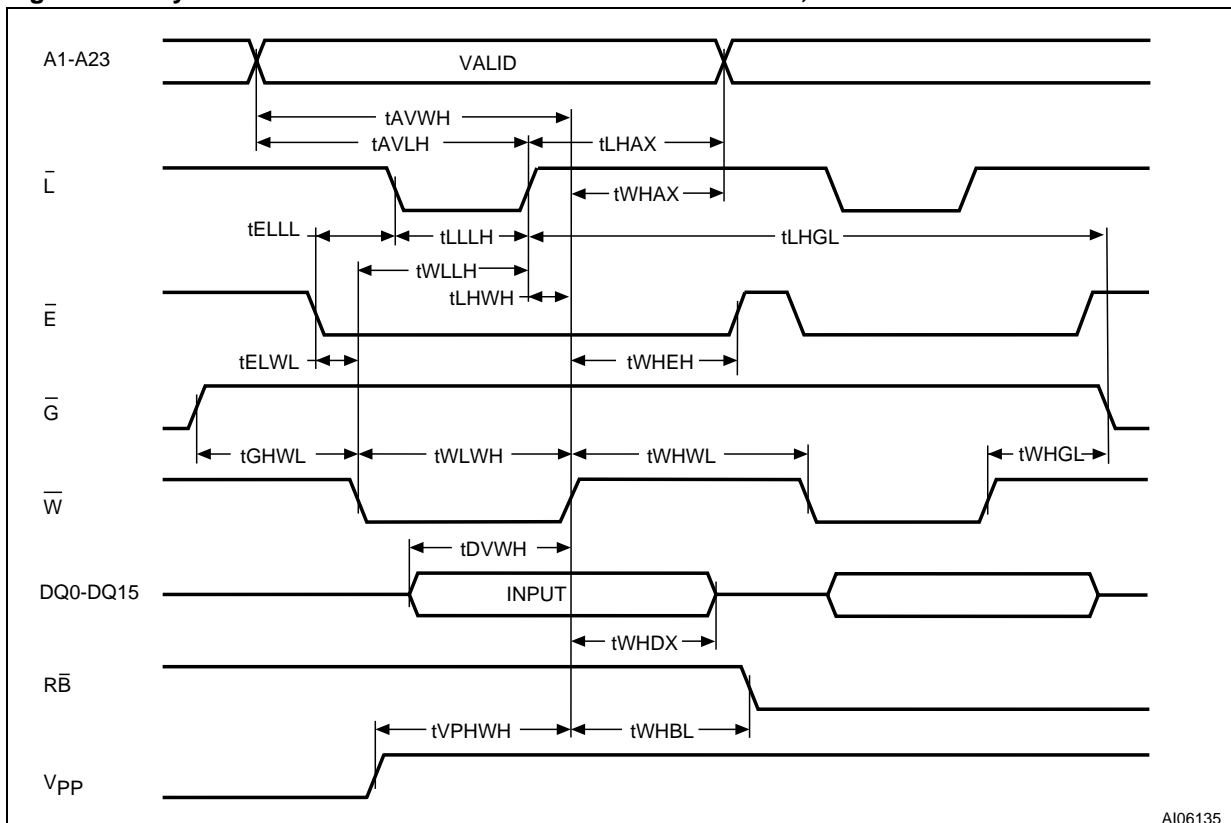 A1-A23 VALID
tAVWH
tAVLH tLHAX
L̅
tWHAX
tELLL tLLLH tLHGL
tWLLH
tLHWH
E̅
tELWL tWHEH
G̅
tGHWL tWLWH tWHWL tWHGL
W̅
tDVWH
DQ0-DQ15 INPUT
tWHDX
RB̅
tVPHWH tWHBL
VPP
AI06135